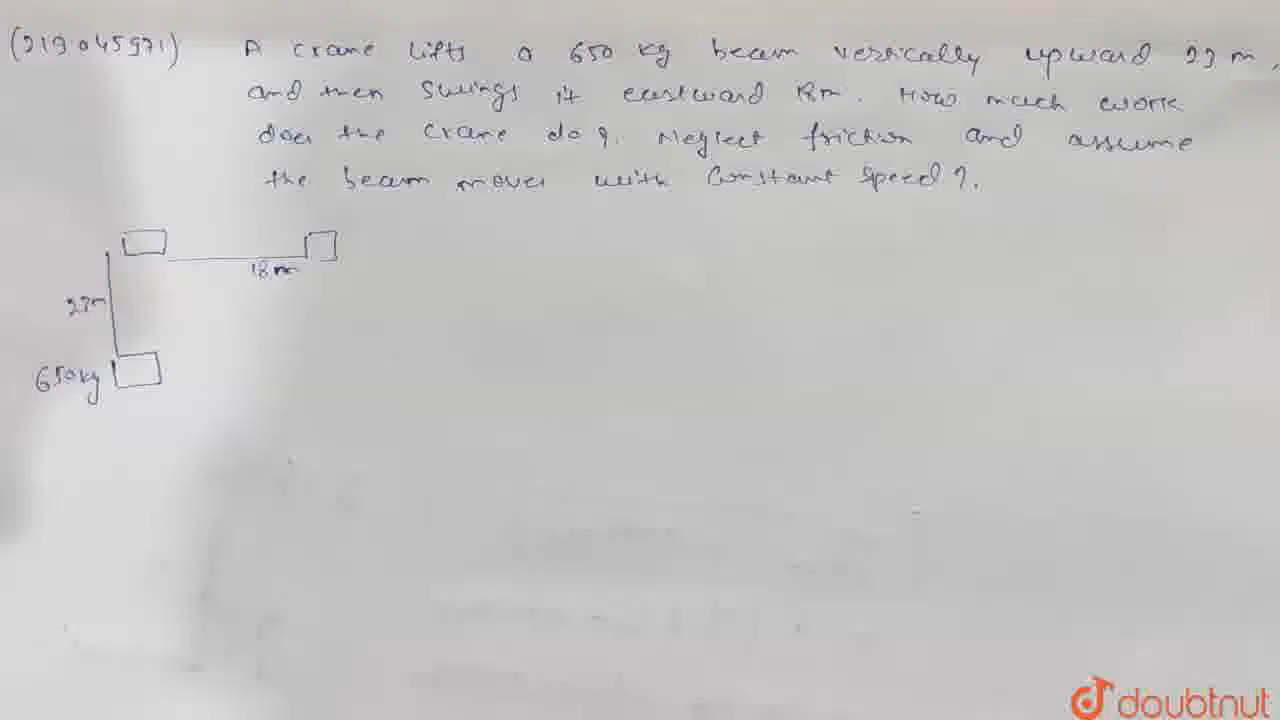 (219045971) A crane lifts a 650 kg beam vertically upward 23 m,
and then swings it eastward 18m. How much work
does the crane do?. Neglect friction and assume
the beam moves with constant speed?.
18m
23m
650kg
doubtnut